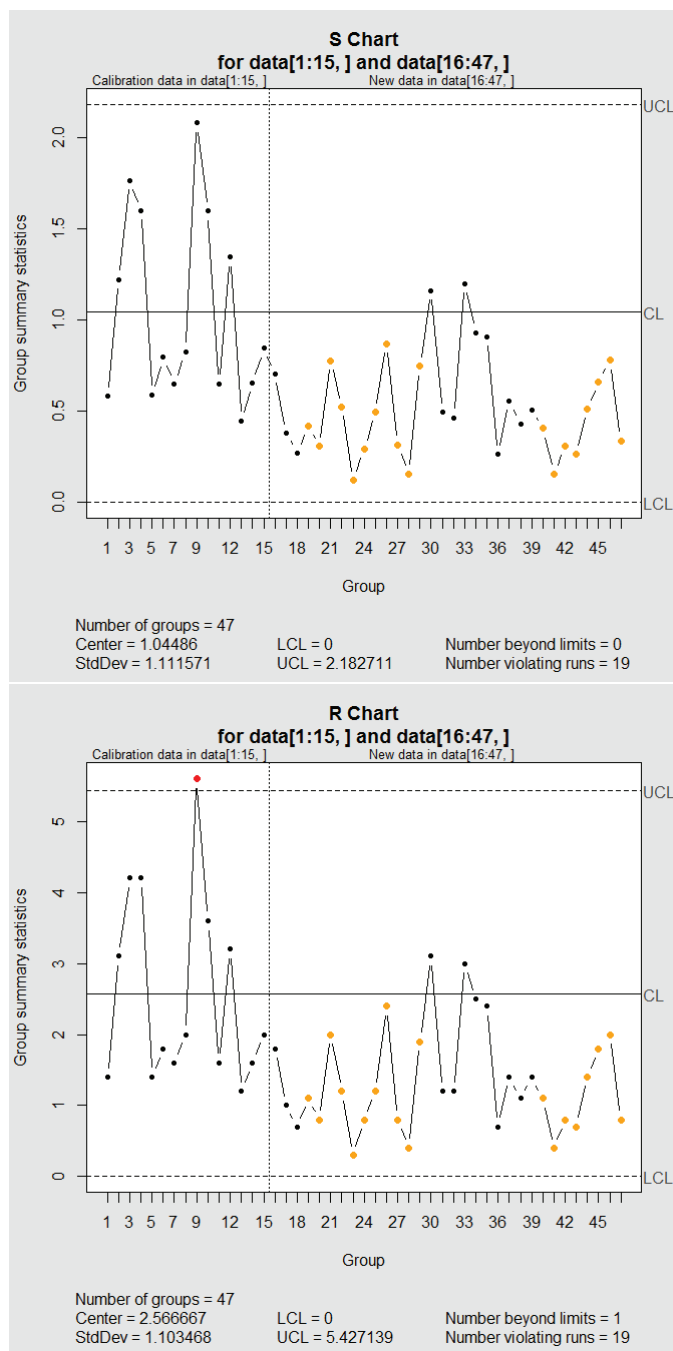 S Chart
for data[1:15, ] and data[16:47, ]
Calibration data in data[1:15, ]
New data in data[16:47, ]
Group summary statistics
0.0 0.5 1.0 1.5 2.0
UCL
CL
LCL
1 3 5 7 9 12 15 18 21 24 27 30 33 36 39 42 45
Group
Number of groups = 47
Center = 1.04486 LCL = 0 Number beyond limits = 0
StdDev = 1.111571 UCL = 2.182711 Number violating runs = 19
R Chart
for data[1:15, ] and data[16:47, ]
Calibration data in data[1:15, ]
New data in data[16:47, ]
Group summary statistics
0 1 2 3 4 5
UCL
CL
LCL
1 3 5 7 9 12 15 18 21 24 27 30 33 36 39 42 45
Group
Number of groups = 47
Center = 2.566667 LCL = 0 Number beyond limits = 1
StdDev = 1.103468 UCL = 5.427139 Number violating runs = 19